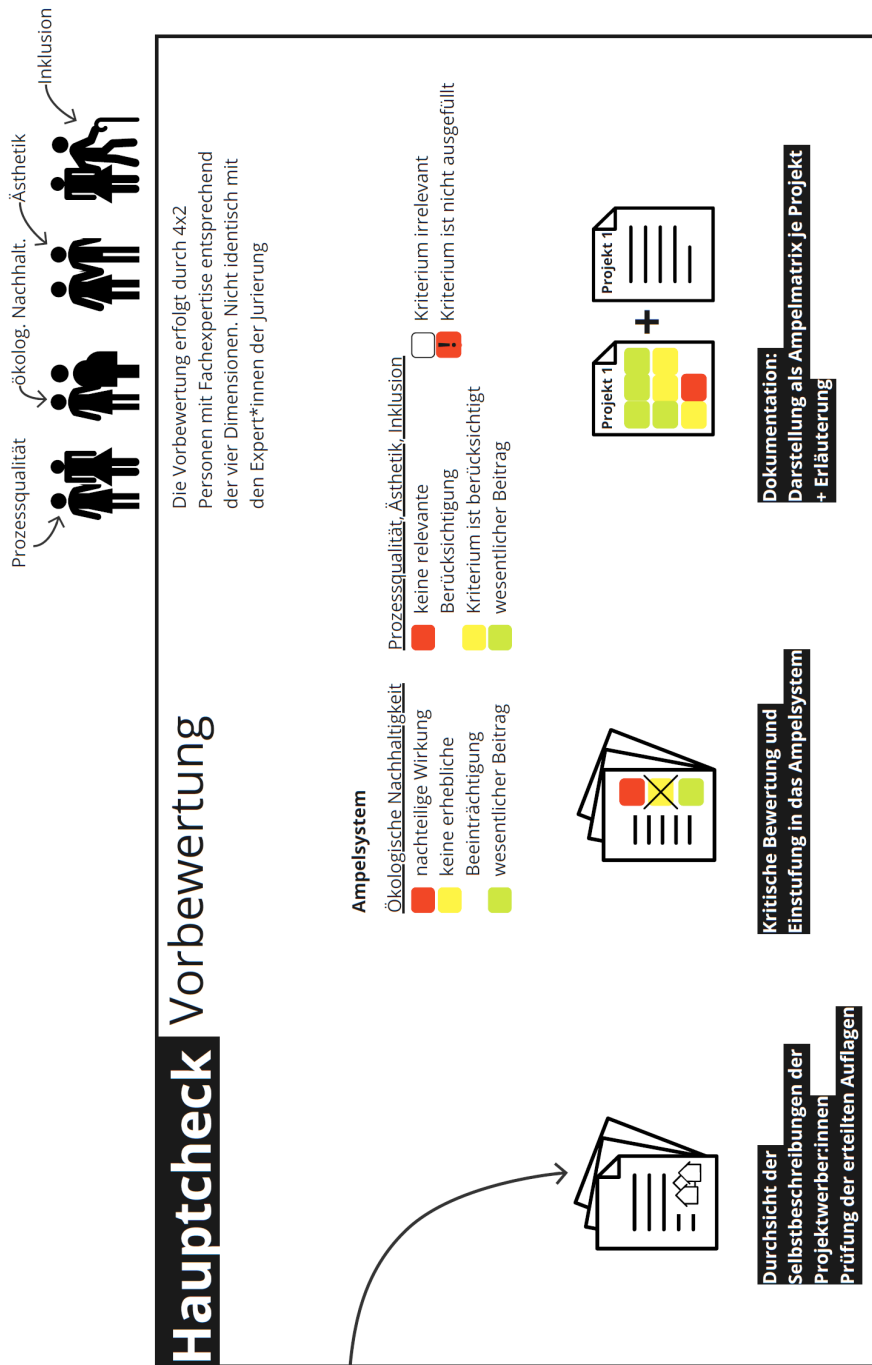 Prozessqualität
Ökolog. Nachhalt.
Ästhetik
Inklusion
Hauptcheck Vorbewertung
Die Vorbewertung erfolgt durch 4x2
Personen mit Fachexpertise entsprechend
der vier Dimensionen. Nicht identisch mit
den Expert*innen der Jurierung
Ampelsystem
Ökologische Nachhaltigkeit
nachteilige Wirkung
keine erhebliche
Beeinträchtigung
wesentlicher Beitrag
Prozessqualität, Ästhetik, Inklusion
keine relevante
Berücksichtigung
Kriterium ist berücksichtigt
wesentlicher Beitrag
Kriterium irrelevant
! Kriterium ist nicht ausgefüllt
Projekt 1
+
Projekt 1
Durchsicht der
Selbstbeschreibungen der
Projektwerber:innen
Prüfung der erteilten Auflagen
Kritische Bewertung und
Einstufung in das Ampelsystem
Dokumentation:
Darstellung als Ampelmatrix je Projekt
+ Erläuterung